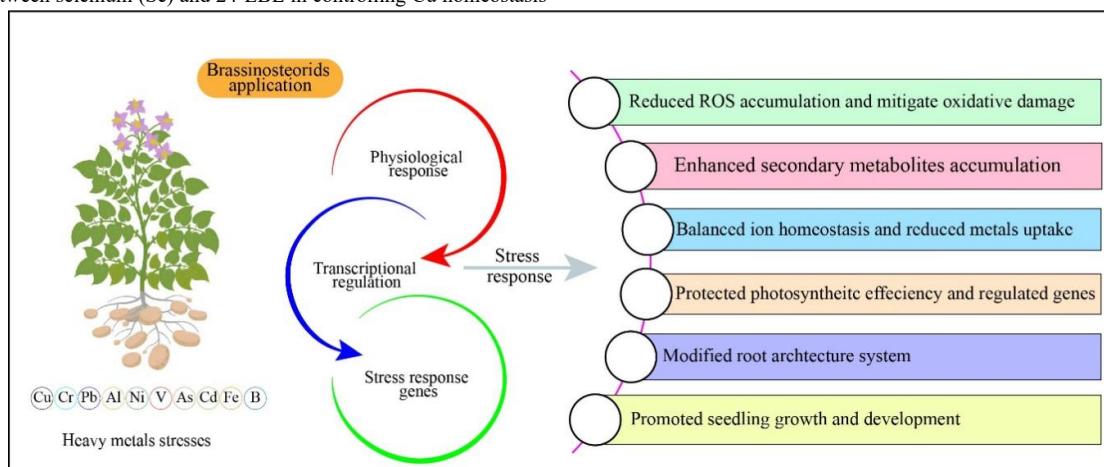 Brassinosteorids
application
Physiological
response
Transcriptional
regulation
Stress response
genes
Stress
response
Cu Cr Pb Al Ni V As Cd Fe B
Heavy metals stresses
Reduced ROS accumulation and mitigate oxidative damage
Enhanced secondary metabolites accumulation
Balanced ion homeostasis and reduced metals uptake
Protected photosyntheitc effeciency and regulated genes
Modified root archtecture system
Promoted seedling growth and development